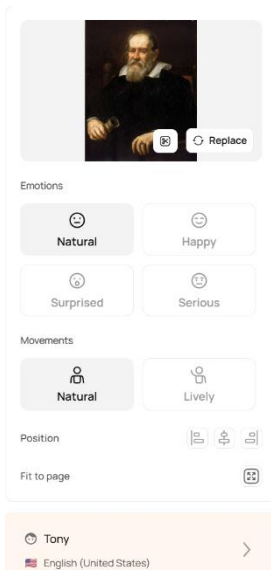 Replace
Emotions
Natural Happy
Surprised Serious
Movements
Natural Lively
Position
Fit to page
Tony
English (United States)